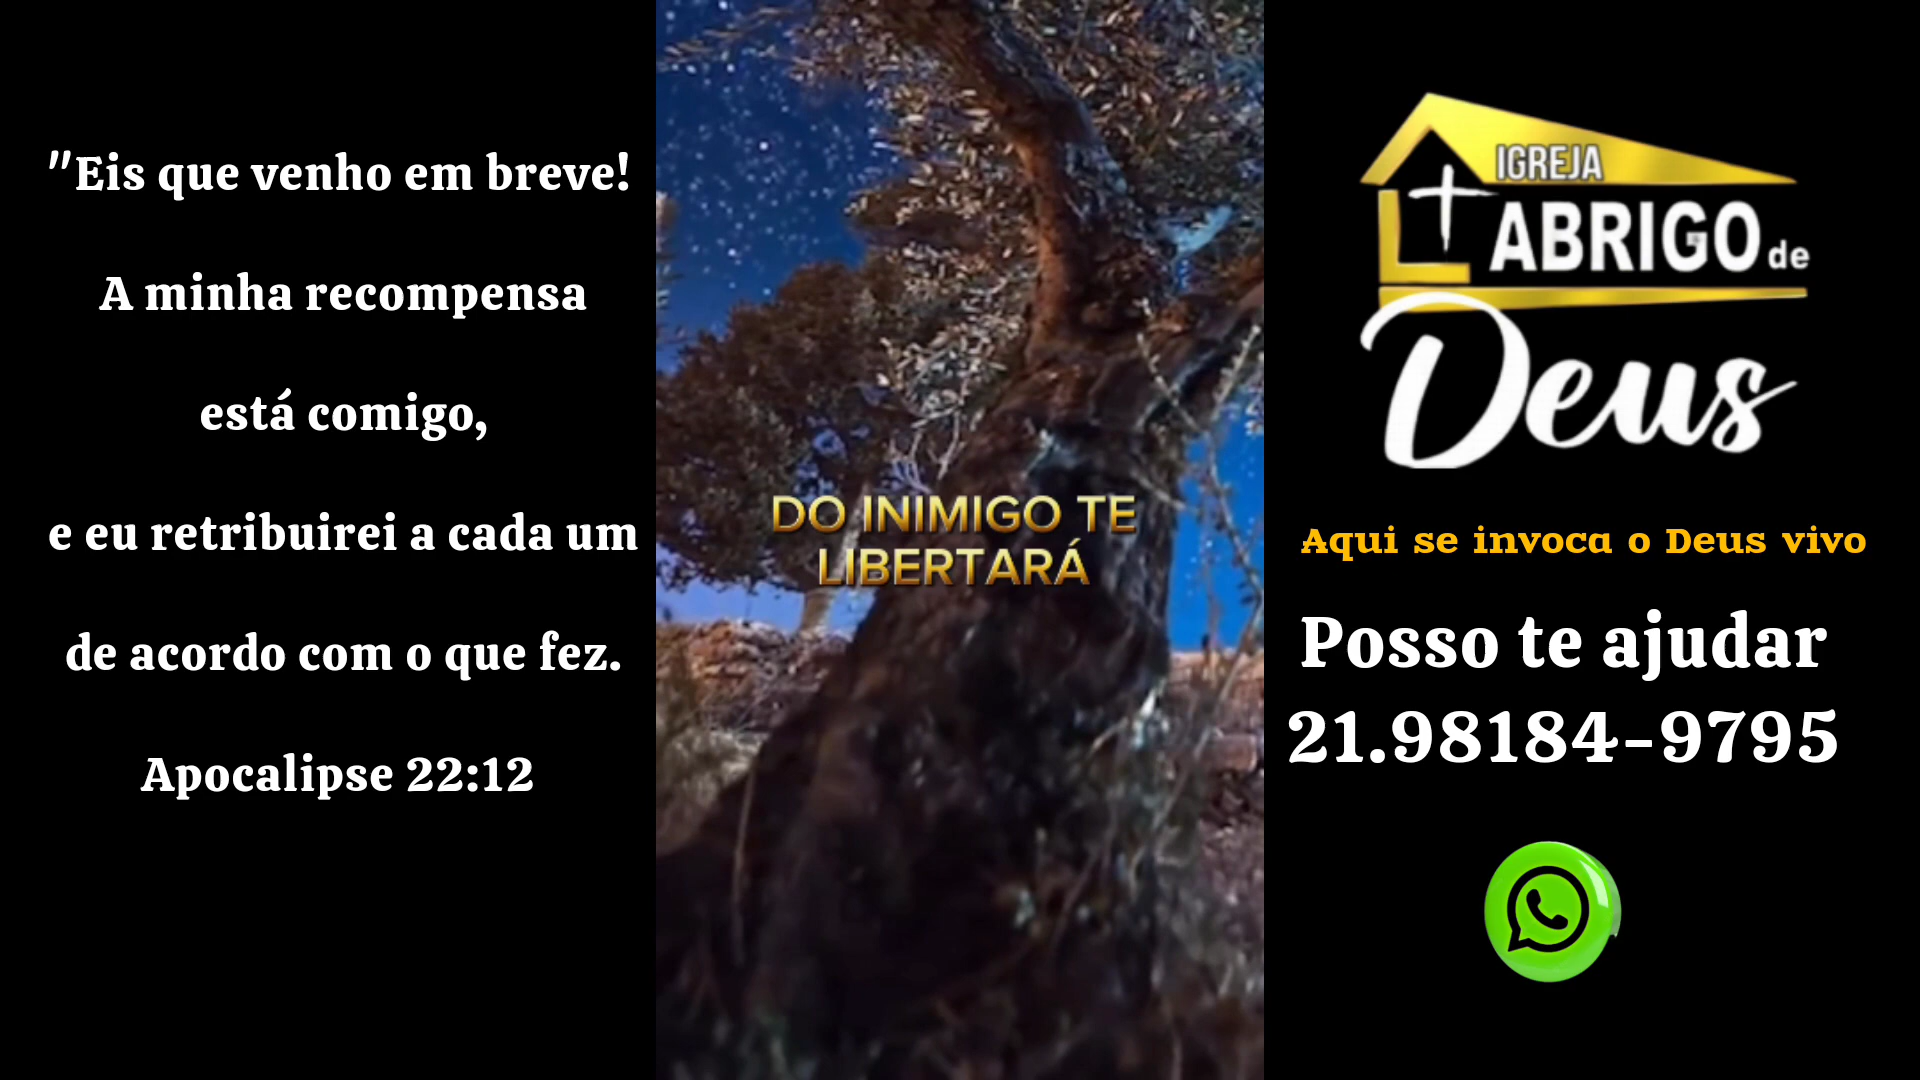 "Eis que venho em breve!
A minha recompensa
está comigo,
e eu retribuirei a cada um
de acordo com o que fez.
Apocalipse 22:12
DO INIMIGO TE
LIBERTARÁ
IGREJA
ABRIGO de
Deus
Aqui se invoca o Deus vivo
Posso te ajudar
21.98184-9795